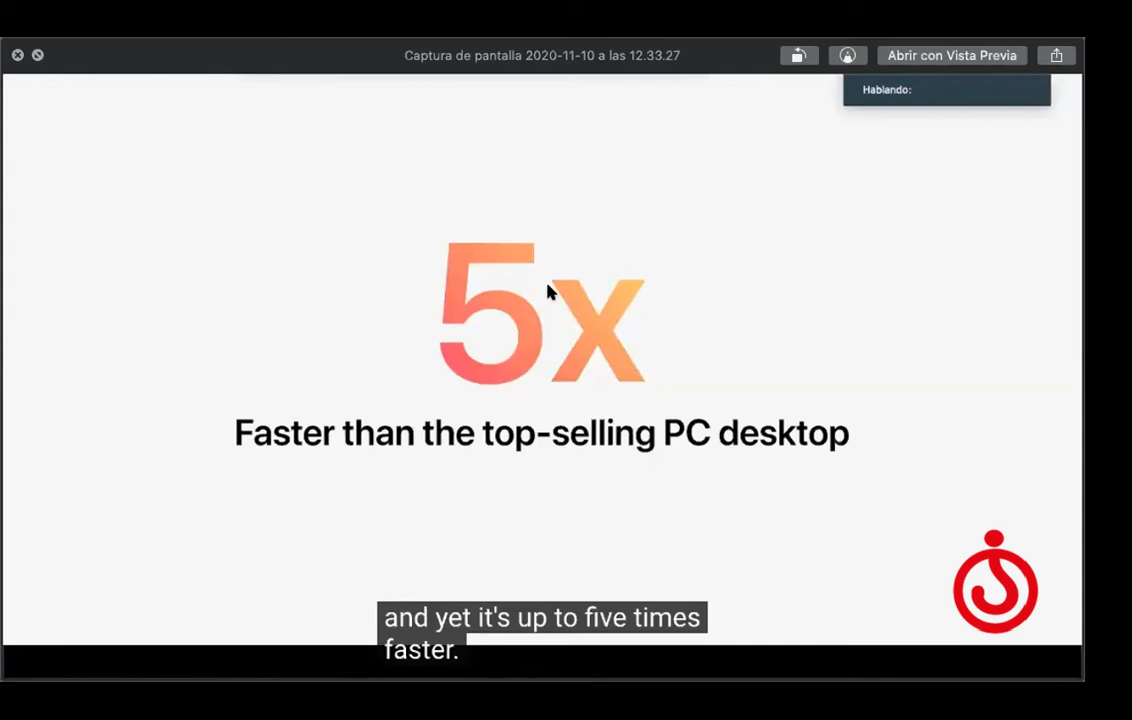 Captura de pantalla 2020-11-10 a las 12.33.27
Abrir con Vista Previa
Hablando:
5x
Faster than the top-selling PC desktop
and yet it's up to five times
faster.